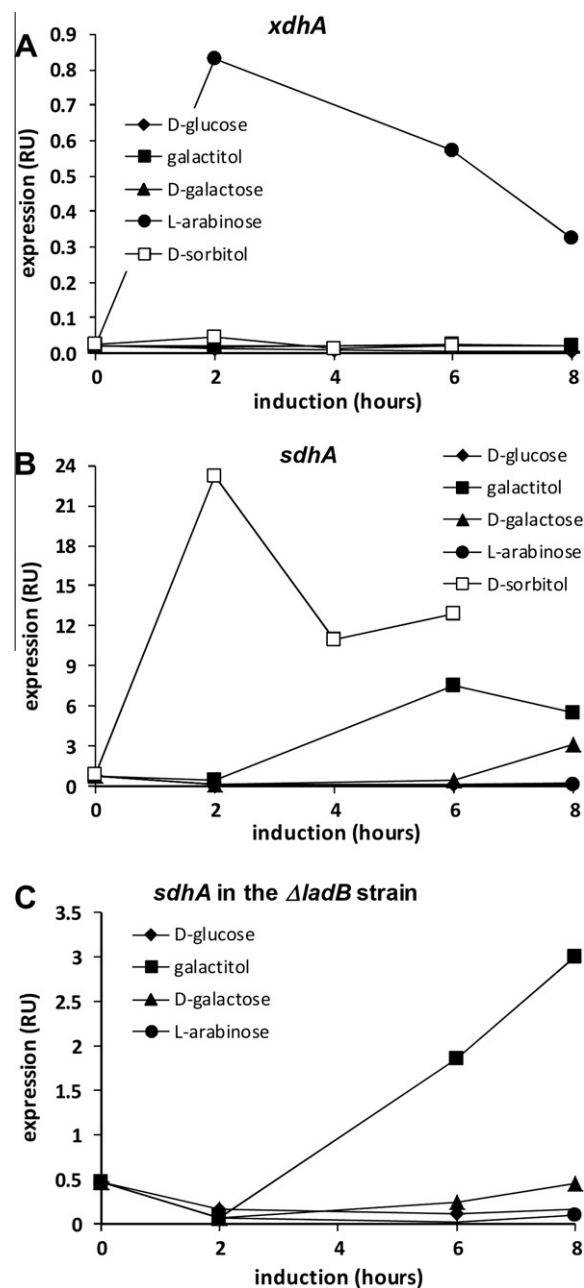 A
xdhA
expression (RU)
0.9
0.8
0.7
0.6
0.5
0.4
0.3
0.2
0.1
0.0
D-glucose
galactitol
D-galactose
L-arabinose
D-sorbitol
0 2 4 6 8
induction (hours)
B
sdhA
expression (RU)
24
21
18
15
12
9
6
3
0
D-glucose
galactitol
D-galactose
L-arabinose
D-sorbitol
0 2 4 6 8
induction (hours)
C
sdhA in the ΔladB strain
expression (RU)
3.5
3
2.5
2
1.5
1
0.5
0
D-glucose
galactitol
D-galactose
L-arabinose
0 2 4 6 8
induction (hours)